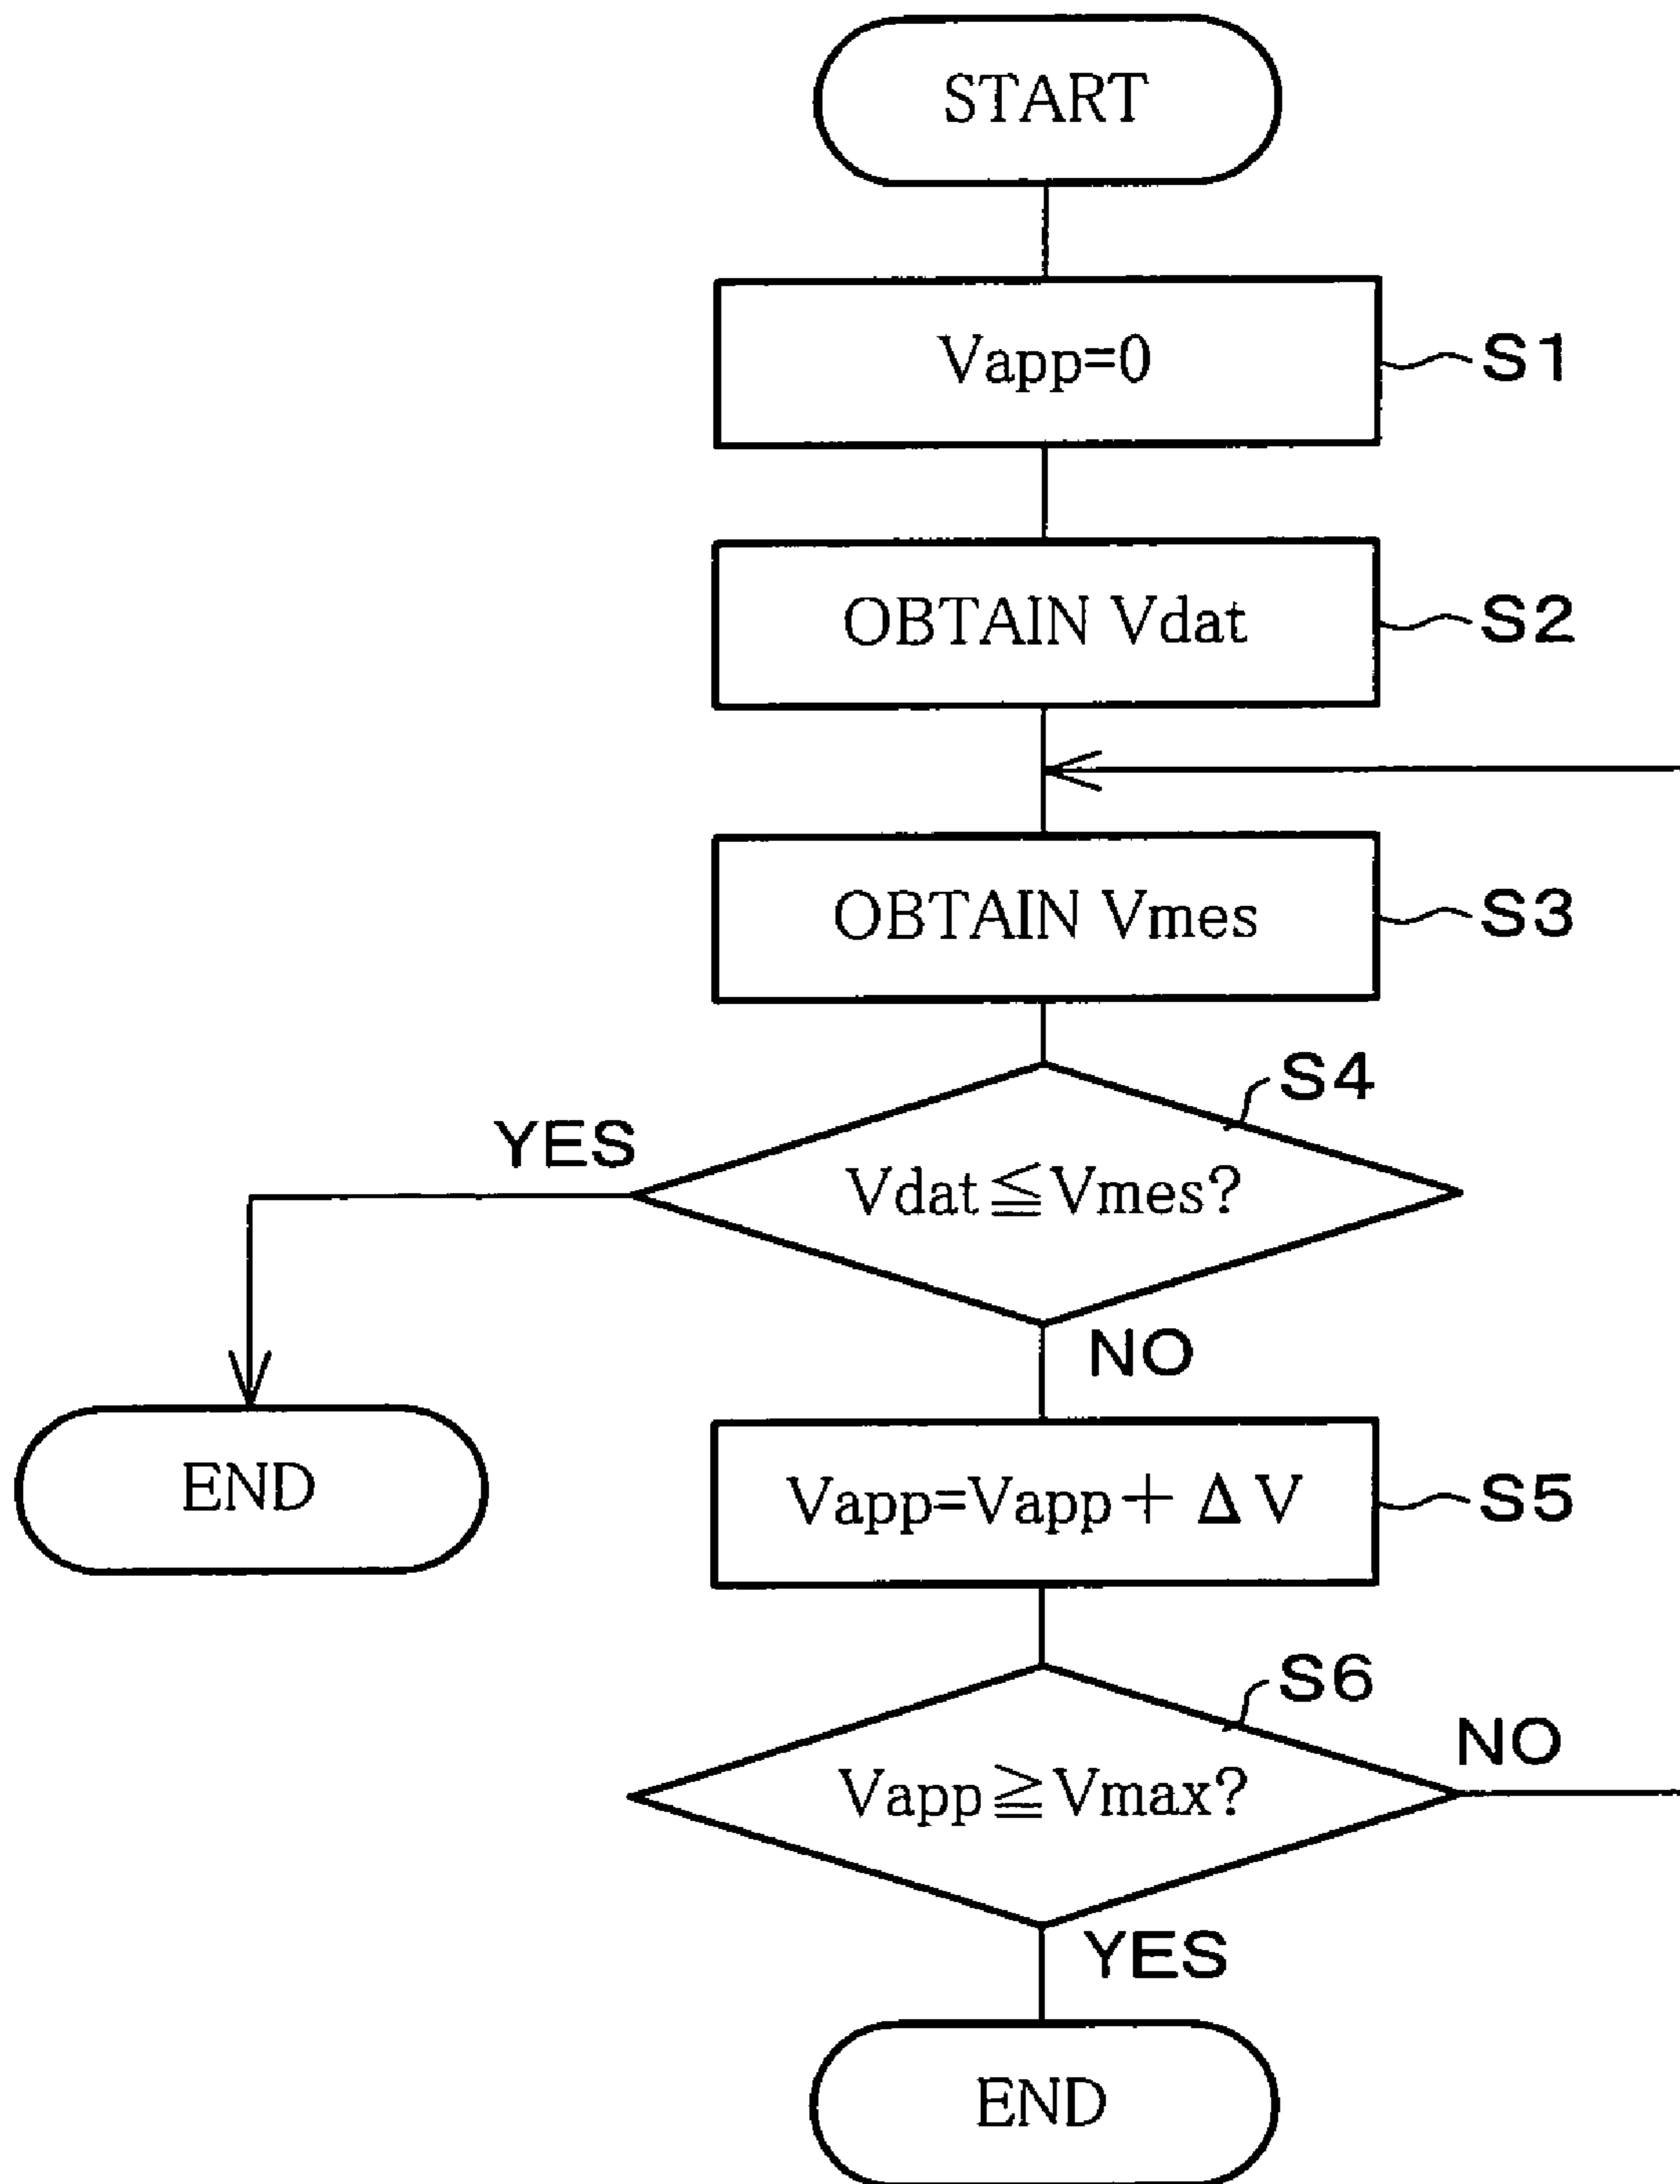 START
Vapp=0
S1
OBTAIN Vdat
S2
OBTAIN Vmes
S3
S4
YES
Vdat≦Vmes?
NO
END
Vapp=Vapp+ΔV
S5
S6
NO
Vapp≧Vmax?
YES
END